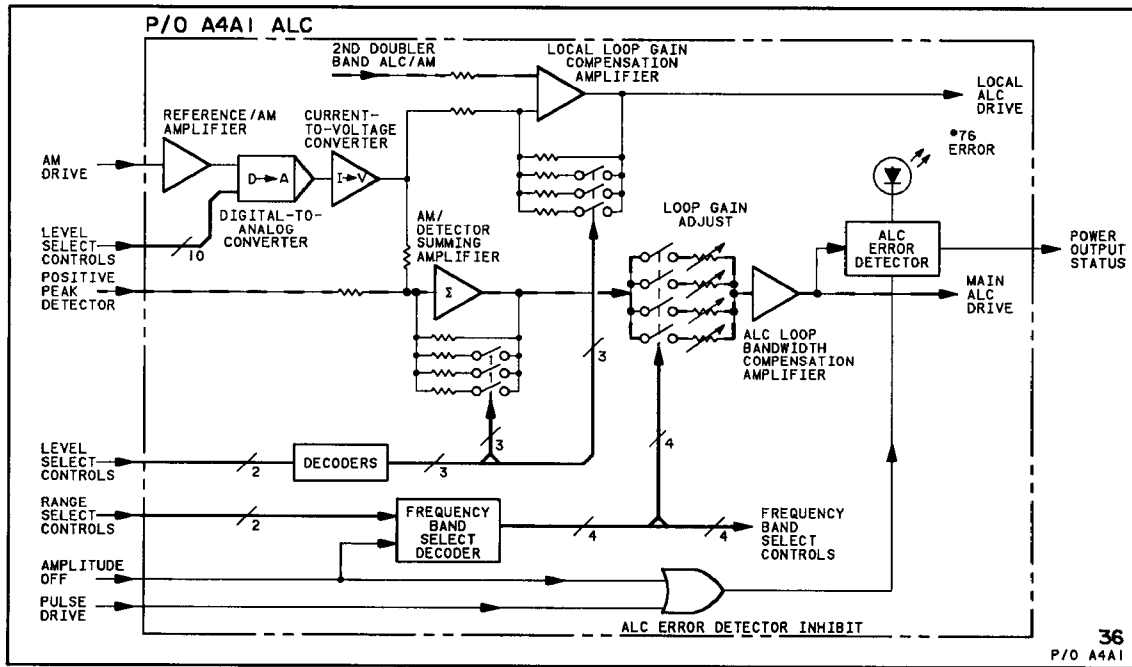 P/O A4A1 ALC
2ND DOUBLER
BAND ALC/AM
LOCAL LOOP GAIN
COMPENSATION
AMPLIFIER
LOCAL
ALC
DRIVE
REFERENCE/AM
AMPLIFIER
CURRENT-
TO-VOLTAGE
CONVERTER
*76
ERROR
AM
DRIVE
D→A
I→V
DIGITAL-TO-
ANALOG
CONVERTER
LEVEL
SELECT
CONTROLS
10
AM/
DETECTOR
SUMMING
AMPLIFIER
LOOP GAIN
ADJUST
ALC
ERROR
DETECTOR
POWER
OUTPUT
STATUS
POSITIVE
PEAK
DETECTOR
Σ
MAIN
ALC
DRIVE
3
ALC LOOP
BANDWIDTH
COMPENSATION
AMPLIFIER
3
4
LEVEL
SELECT
CONTROLS
2
DECODERS
3
RANGE
SELECT
CONTROLS
2
FREQUENCY
BAND
SELECT
DECODER
4
4
FREQUENCY
BAND
SELECT
CONTROLS
AMPLITUDE
OFF
PULSE
DRIVE
ALC ERROR DETECTOR INHIBIT
36
P/O A4A1